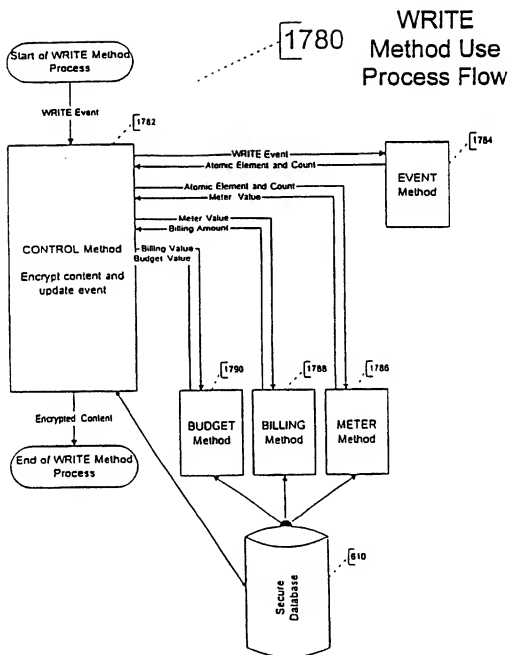 WRITE
Method Use
Process Flow
1780
Start of WRITE Method
Process
WRITE Event
1782
WRITE Event
Atomic Element and Count
1784
EVENT
Method
Atomic Element and Count
Meter Value
CONTROL Method
Encrypt content and
update event
Meter Value
Billing Amount
Billing Value
Budget Value
1790
1788
1786
BUDGET
Method
BILLING
Method
METER
Method
Encrypted Content
End of WRITE Method
Process
610
Secure
Database